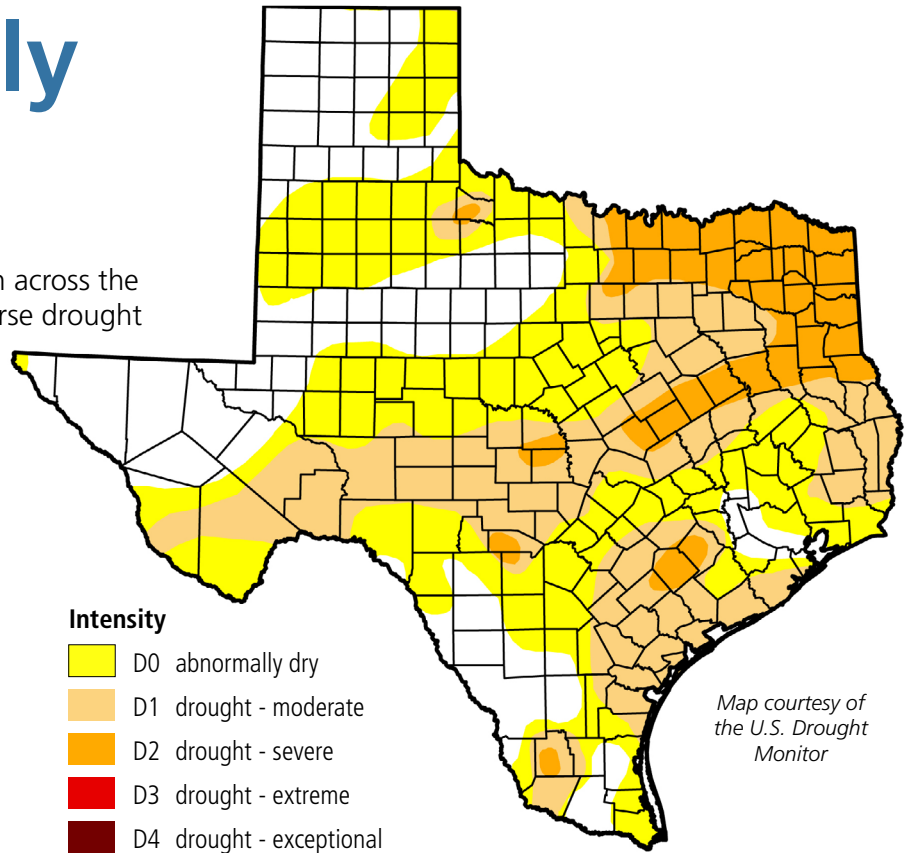 ly
across the
rse drought
Intensity
D0 abnormally dry
D1 drought - moderate
D2 drought - severe
D3 drought - extreme
D4 drought - exceptional
Map courtesy of
the U.S. Drought
Monitor